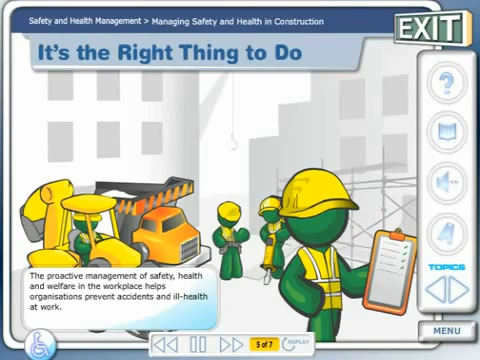 Safety and Health Management > Managing Safety and Health in Construction
EXIT
It's the Right Thing to Do
TOPICS
The proactive management of safety, health
and welfare in the workplace helps
organisations prevent accidents and ill-health
at work.
MENU
5 of 7
REPLAY